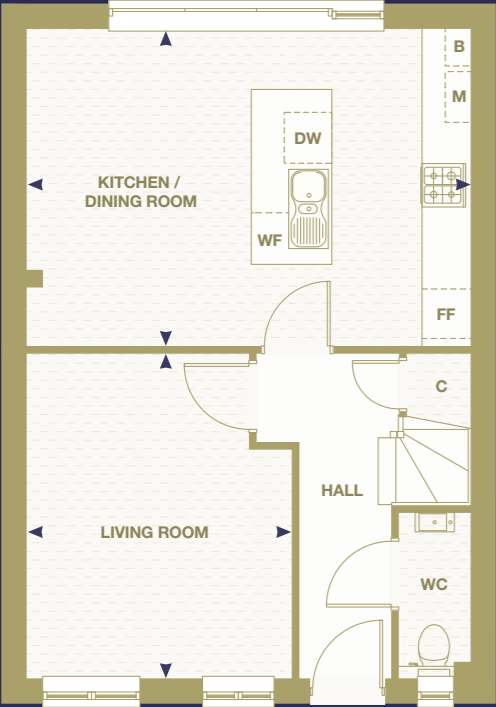 B
M
DW
KITCHEN /
DINING ROOM
WF
FF
C
HALL
LIVING ROOM
WC